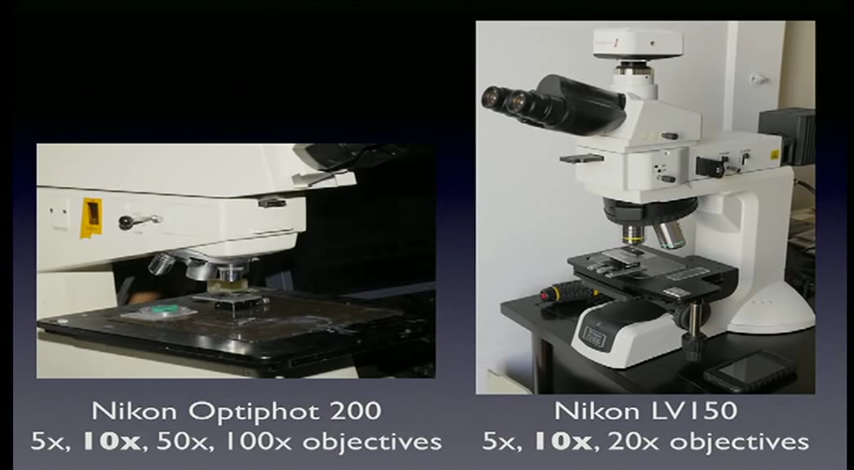 Nikon Optiphot 200
5x, 10x, 50x, 100x objectives
Nikon LV150
5x, 10x, 20x objectives